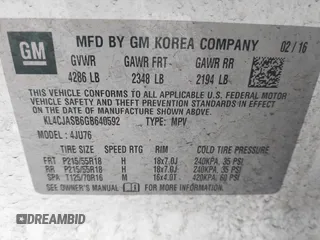 GM
MFD BY GM KOREA COMPANY 02/16
GVWR GAWR FRT GAWR RR
4286 LB 2348 LB 2194 LB
THIS VEHICLE CONFORMS TO ALL APPLICABLE U.S. FEDERAL MOTOR
VEHICLE SAFETY, BUMPER, AND THEFT PREVENTION STANDARDS IN
EFFECT ON THE DATE OF MANUFACTURE SHOWN ABOVE.
KL4CJASB6GB640592 TYPE: MPV
MODEL: 4JU76
TIRE SIZE SPEED RTG RIM COLD TIRE PRESSURE
FRT P215/55R18 H 18x7.0J 240KPA, 35 PSI
RR P215/55R18 H 18x7.0J 240KPA, 35 PSI
SPA T125/70R16 M 16x4.0T 420KPA, 60 PSI
SEE OWNER'S MANUAL FOR
DREAMBID